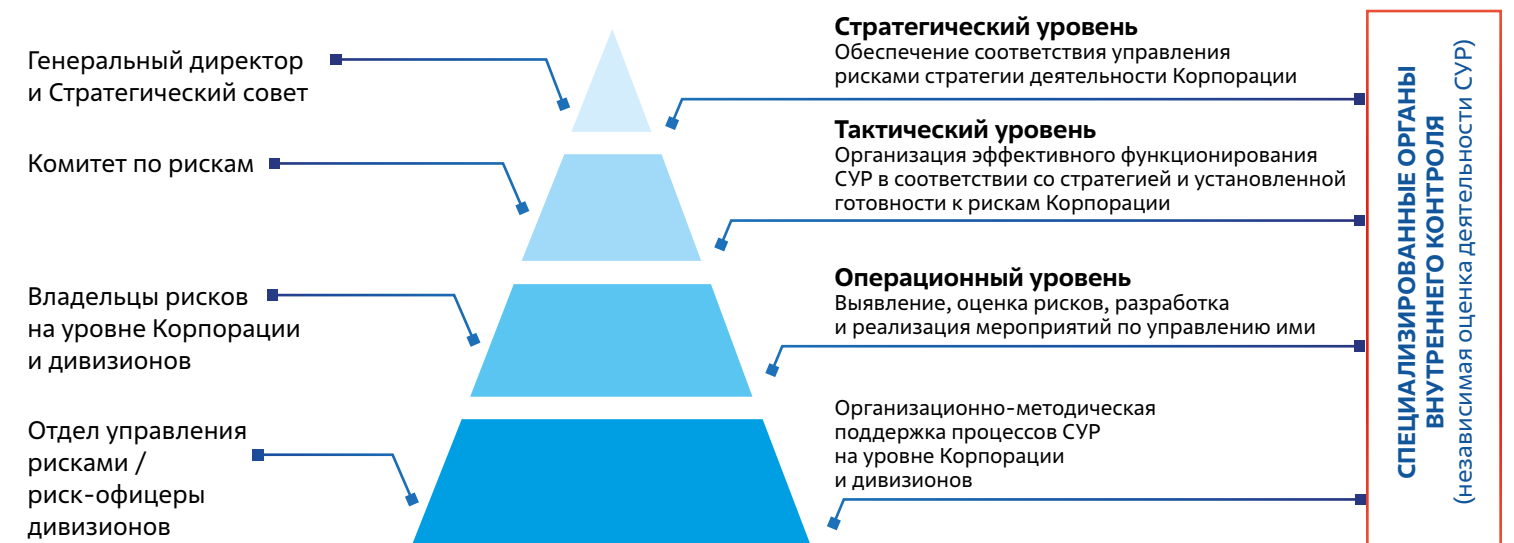 Генеральный директор
и Стратегический совет
Стратегический уровень
Обеспечение соответствия управления
рисками стратегии деятельности Корпорации
Комитет по рискам
Тактический уровень
Организация эффективного функционирования
СУР в соответствии со стратегией и установленной
готовности к рискам Корпорации
Владельцы рисков
на уровне Корпорации
и дивизионов
Операционный уровень
Выявление, оценка рисков, разработка
и реализация мероприятий по управлению ими
Отдел управления
рисками /
риск-офицеры
дивизионов
Организационно-методическая
поддержка процессов СУР
на уровне Корпорации
и дивизионов
СПЕЦИАЛИЗИРОВАННЫЕ ОРГАНЫ
ВНУТРЕННЕГО КОНТРОЛЯ
(независимая оценка деятельности СУР)